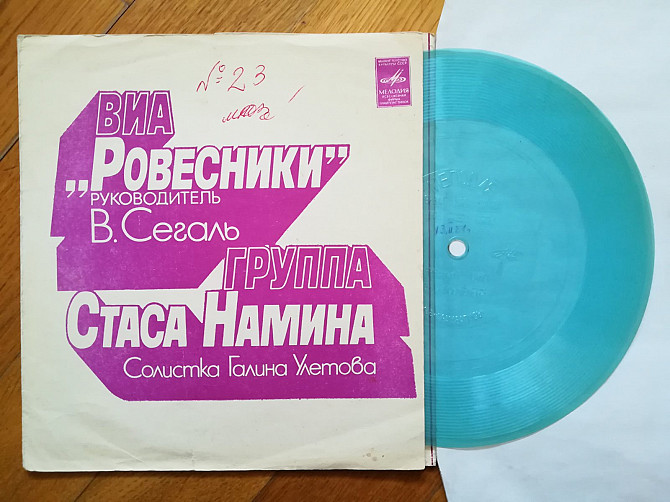 № 23
МЕЛОДИЯ
ВИА
„Ровесники”
РУКОВОДИТЕЛЬ
В. Сегаль
ГРУППА
Стаса Намина
Солистка Галина Улетова